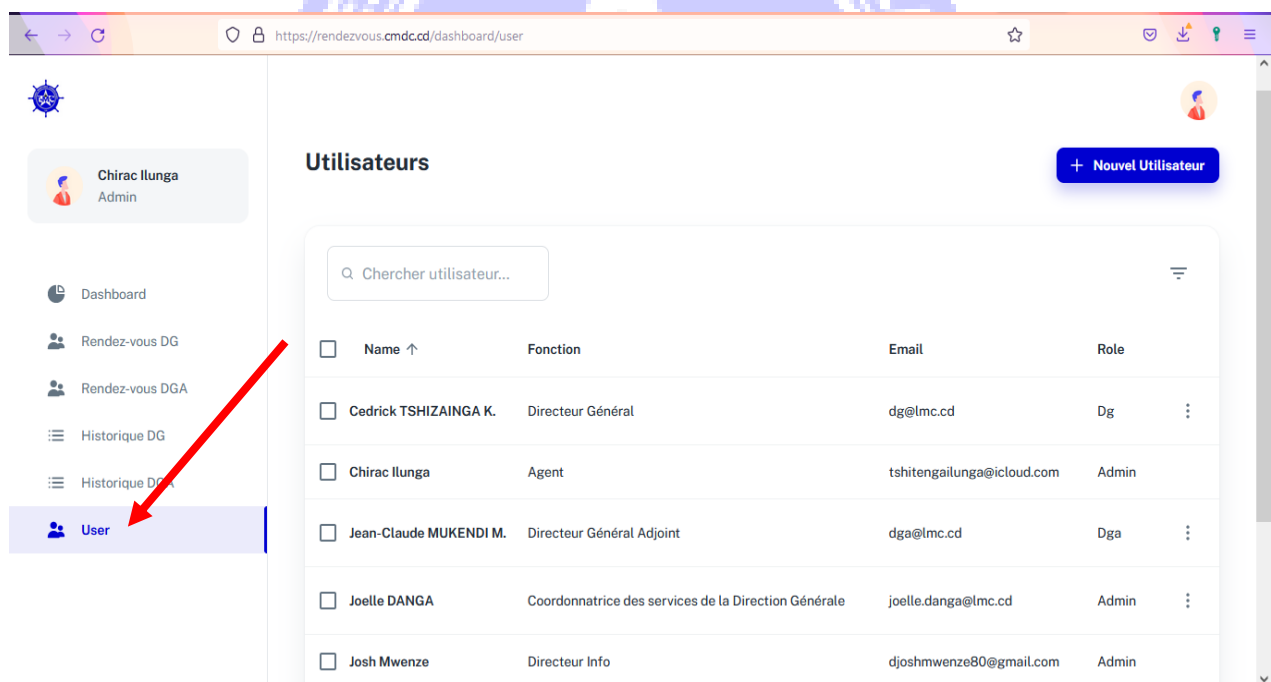 https://rendezvous.cmdc.cd/dashboard/user
Chirac Ilunga
Admin
Dashboard
Rendez-vous DG
Rendez-vous DGA
Historique DG
Historique DGA
User
Utilisateurs
+ Nouvel Utilisateur
Chercher utilisateur...
Name ↑ Fonction Email Role
Cedrick TSHIZAINGA K. Directeur Général dg@lmc.cd Dg
Chirac Ilunga Agent tshitengailunga@icloud.com Admin
Jean-Claude MUKENDI M. Directeur Général Adjoint dga@lmc.cd Dga
Joelle DANGA Coordonnatrice des services de la Direction Générale joelle.danga@lmc.cd Admin
Josh Mwenze Directeur Info djoshmwenze80@gmail.com Admin